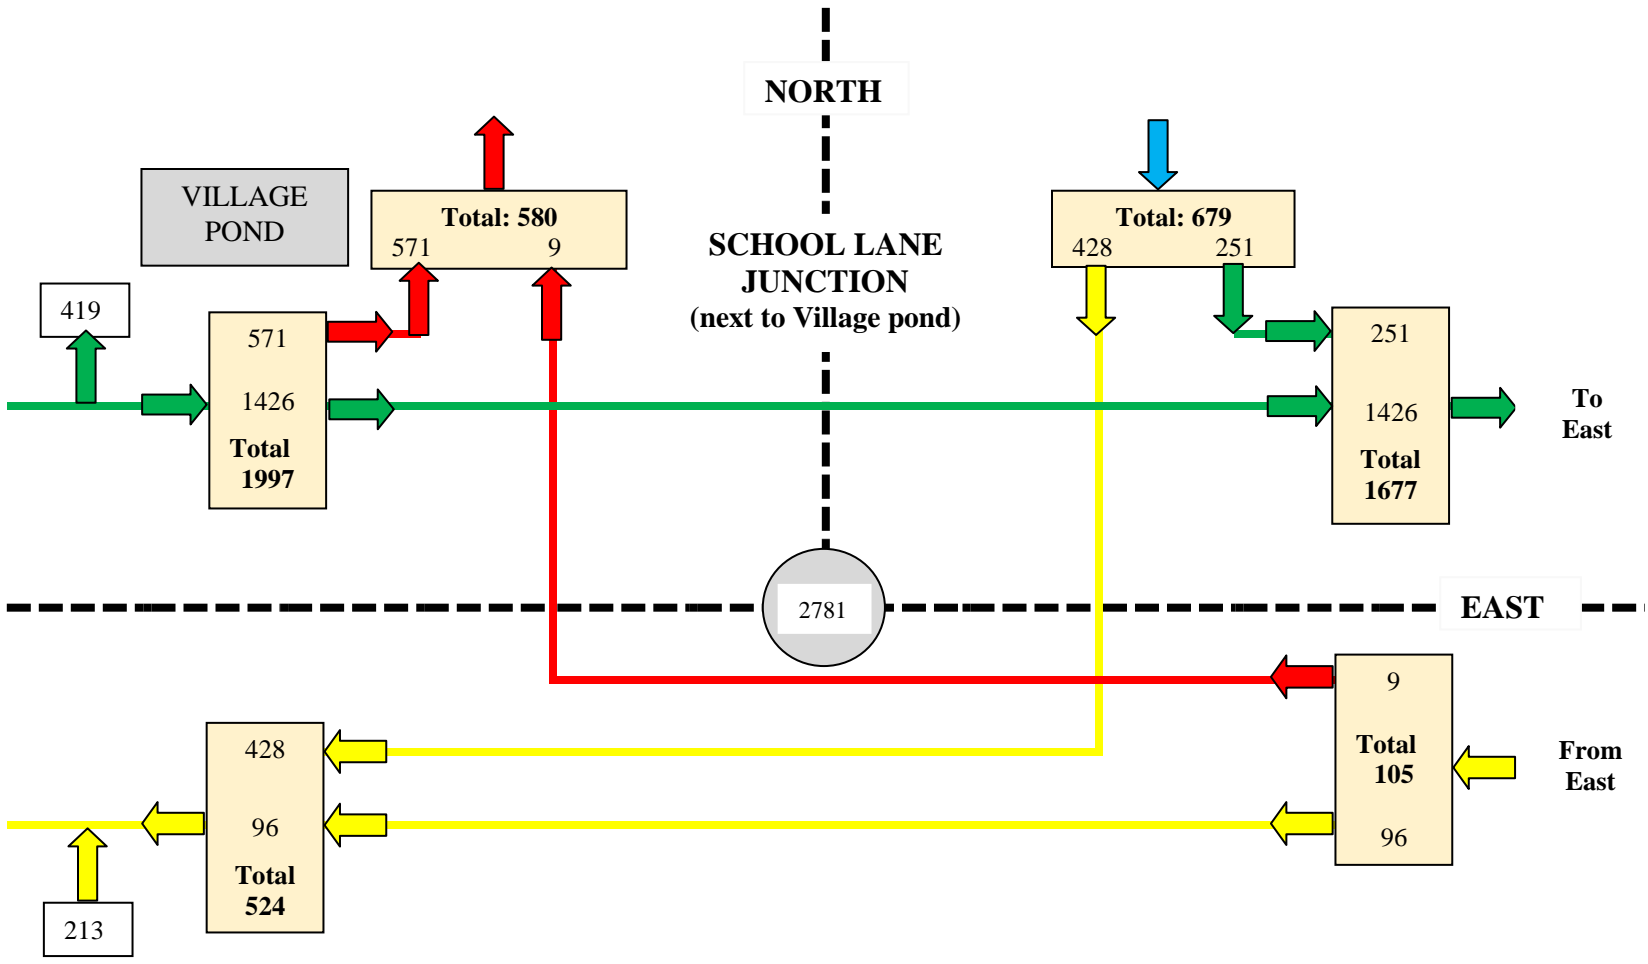 NORTH
VILLAGE
POND
Total: 580
571 9
SCHOOL LANE
JUNCTION
(next to Village pond)
Total: 679
428 251
419
571
1426
Total
1997
251
1426
Total
1677
To
East
2781
EAST
9
Total
105
96
From
East
428
96
Total
524
213